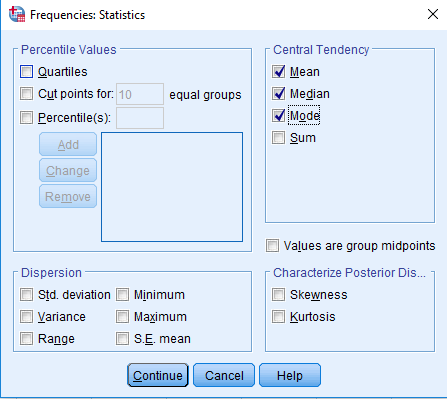 Frequencies: Statistics
Percentile Values
Quartiles
Cut points for: 10 equal groups
Percentile(s):
Add
Change
Remove
Central Tendency
Mean
Median
Mode
Sum
Values are group midpoints
Dispersion
Std. deviation Minimum
Variance Maximum
Range S.E. mean
Characterize Posterior Dis...
Skewness
Kurtosis
Continue Cancel Help